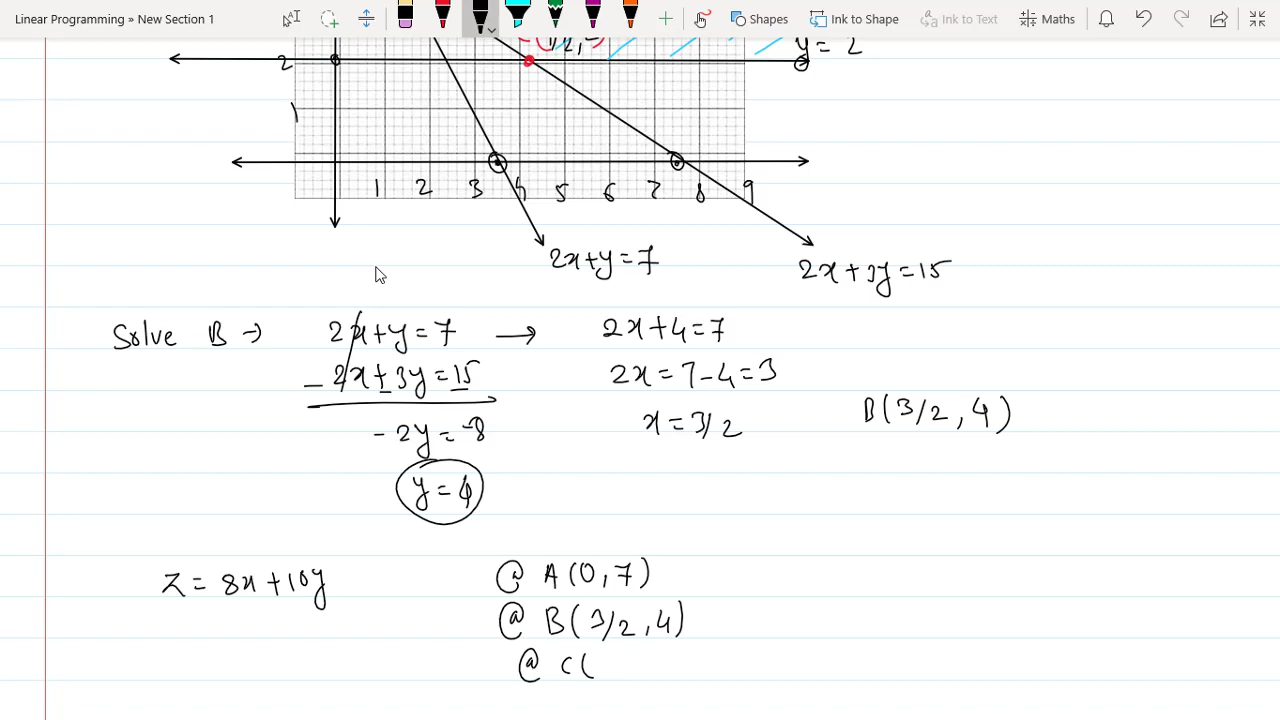 Linear Programming » New Section 1
Shapes
Ink to Shape
Ink to Text
Maths
y = 2
2
1
1 2 3 4 5 6 7 8 9
2x+y=7
2x+3y=15
Solve B → 2x+y=7 → 2x+4=7
- 2x+3y=15 2x=7-4=3
-2y=-8 x=3/2 B(3/2,4)
y=4
Z=8x+10y @ A(0,7)
@ B(3/2,4)
@ C(